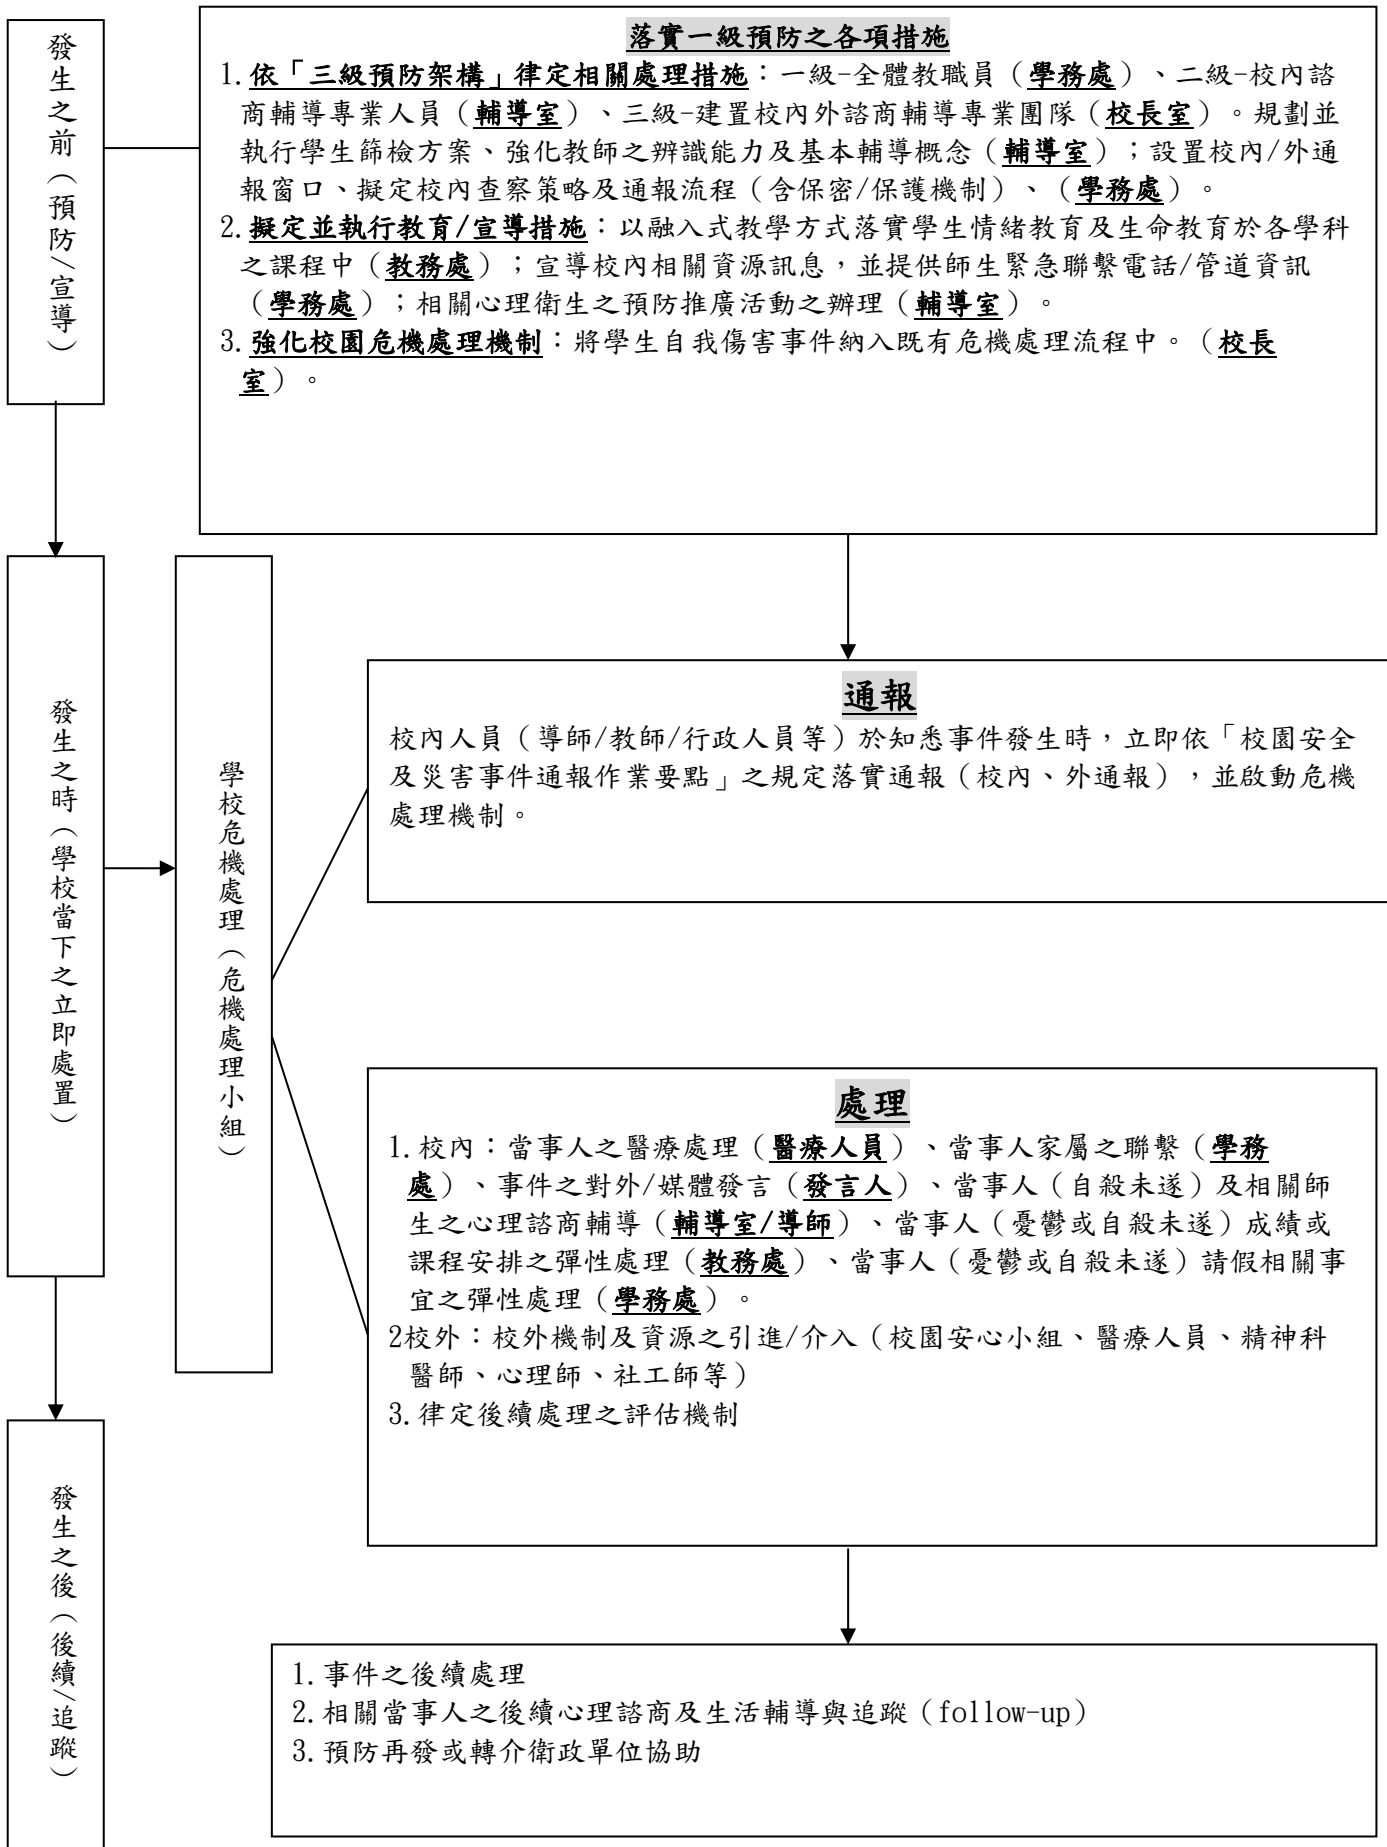 發生之前（預防/宣導）
落實一級預防之各項措施
1.依「三級預防架構」律定相關處理措施：一級-全體教職員（學務處）、二級-校內諮
商輔導專業人員（輔導室）、三級-建置校內外諮商輔導專業團隊（校長室）。規劃並
執行學生篩檢方案、強化教師之辨識能力及基本輔導概念（輔導室）；設置校內/外通
報窗口、擬定校內查察策略及通報流程（含保密/保護機制）、（學務處）。
2.擬定並執行教育/宣導措施：以融入式教學方式落實學生情緒教育及生命教育於各學科
之課程中（教務處）；宣導校內相關資源訊息，並提供師生緊急聯繫電話/管道資訊
（學務處）；相關心理衛生之預防推廣活動之辦理（輔導室）。
3.強化校園危機處理機制：將學生自我傷害事件納入既有危機處理流程中。（校長
室）。
發生之時（學校當下之立即處置）
學校危機處理（危機處理小組）
通報
校內人員（導師/教師/行政人員等）於知悉事件發生時，立即依「校園安全
及災害事件通報作業要點」之規定落實通報（校內、外通報），並啟動危機
處理機制。
處理
1.校內：當事人之醫療處理（醫療人員）、當事人家屬之聯繫（學務
處）、事件之對外/媒體發言（發言人）、當事人（自殺未遂）及相關師
生之心理諮商輔導（輔導室/導師）、當事人（憂鬱或自殺未遂）成績或
課程安排之彈性處理（教務處）、當事人（憂鬱或自殺未遂）請假相關事
宜之彈性處理（學務處）。
2校外：校外機制及資源之引進/介入（校園安心小組、醫療人員、精神科
醫師、心理師、社工師等）
3.律定後續處理之評估機制
發生之後（後續/追蹤）
1.事件之後續處理
2.相關當事人之後續心理諮商及生活輔導與追蹤（follow-up）
3.預防再發或轉介衛政單位協助